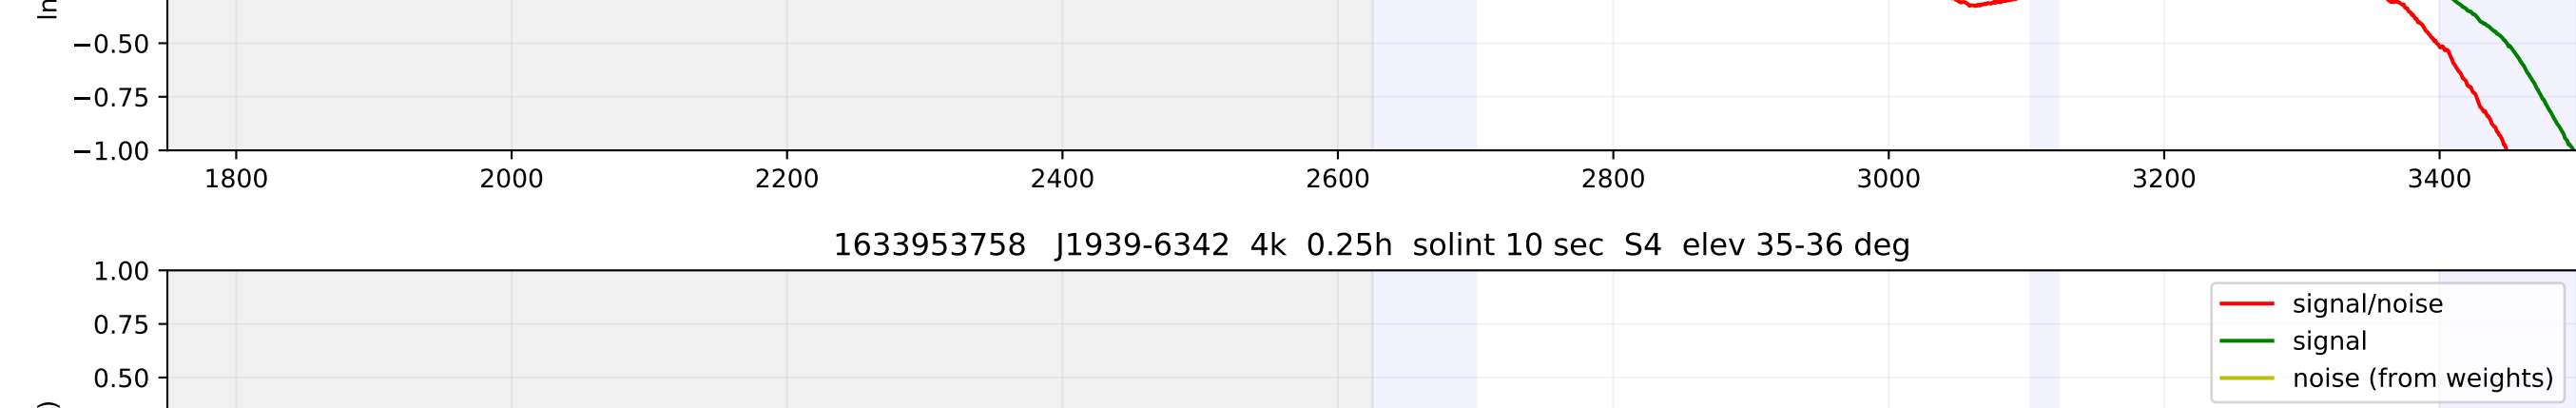 −0.50
−0.75
−1.00
1800 2000 2200 2400 2600 2800 3000 3200 3400
1633953758 J1939-6342 4k 0.25h solint 10 sec S4 elev 35-36 deg
1.00
0.75
0.50
signal/noise
signal
noise (from weights)